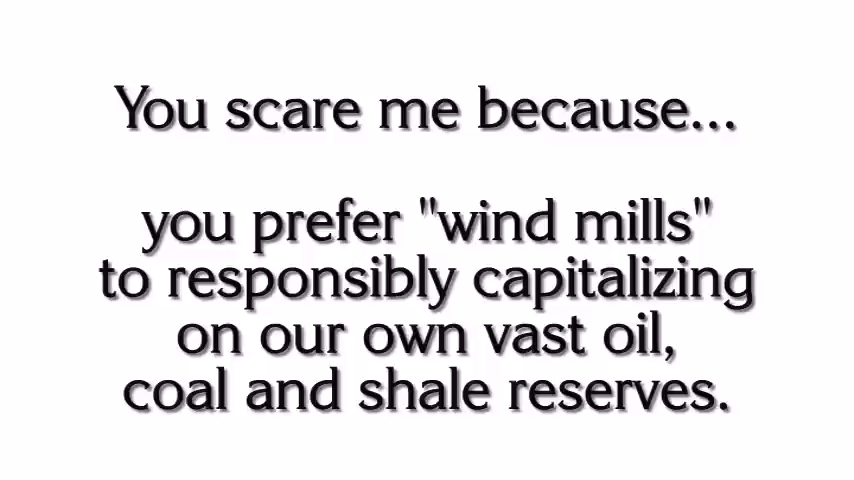 You scare me because...
you prefer "wind mills"
to responsibly capitalizing
on our own vast oil,
coal and shale reserves.